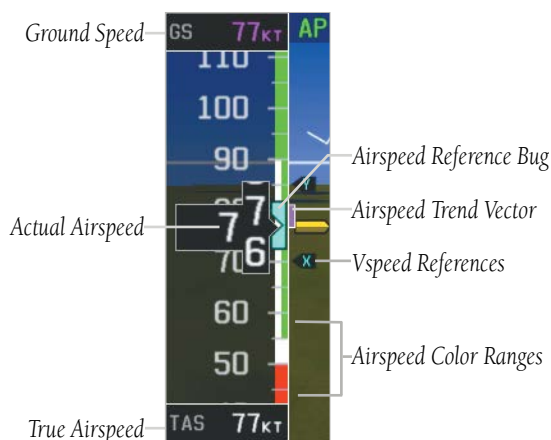 Ground Speed
GS 77KT AP
110
100
90
Airspeed Reference Bug
Y
Airspeed Trend Vector
Actual Airspeed
7 7
6
70
X
Vspeed References
60
50
Airspeed Color Ranges
True Airspeed
TAS 77KT